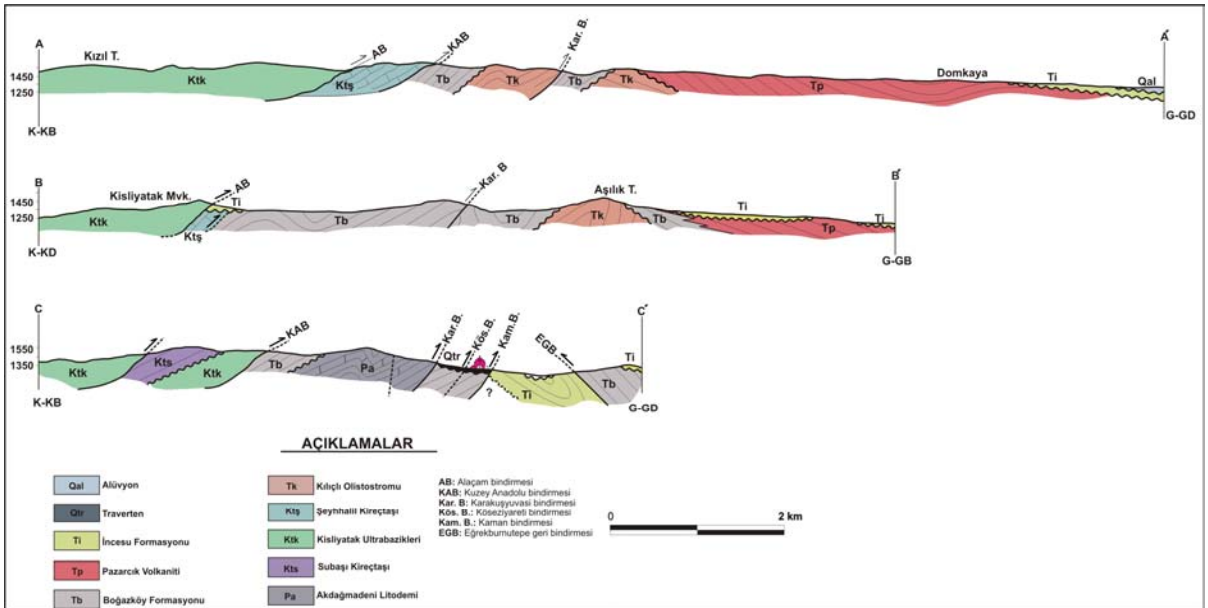 A
A'
Kızıl T.
AB
KAB
Kar. B.
1450
1250
Ktk
Ktş
Tb
Tk
Tb
Tk
Tp
Domkaya
Ti
Qal
K-KB
G-GD
B
B'
Kisliyatak Mvk.
AB
Ti
Kar. B
Aşılık T.
1450
1250
Ktk
Ktş
Tb
Tb
Tk
Tb
Ti
Tp
Ti
K-KD
G-GB
C
C'
KAB
Kar.B.
Kös.B.
Kam.B.
EGB
1550
1350
Ktk
Kts
Ktk
Tb
Pa
Qtr
?
Ti
Tb
Ti
K-KB
G-GD
AÇIKLAMALAR
Qal Alüvyon
Qtr Traverten
Ti İncesu Formasyonu
Tp Pazarcık Volkaniti
Tb Boğazköy Formasyonu
Tk Kılıçlı Olistostromu
Ktş Şeyhhalil Kireçtaşı
Ktk Kisliyatak Ultrabazikleri
Kts Subaşı Kireçtaşı
Pa Akdağmadeni Litodemi
AB: Alaçam bindirmesi
KAB: Kuzey Anadolu bindirmesi
Kar. B: Karakuşyuvası bindirmesi
Kös. B.: Köseziyareti bindirmesi
Kam. B.: Kaman bindirmesi
EGB: Eğrekburnutepe geri bindirmesi
0 2 km